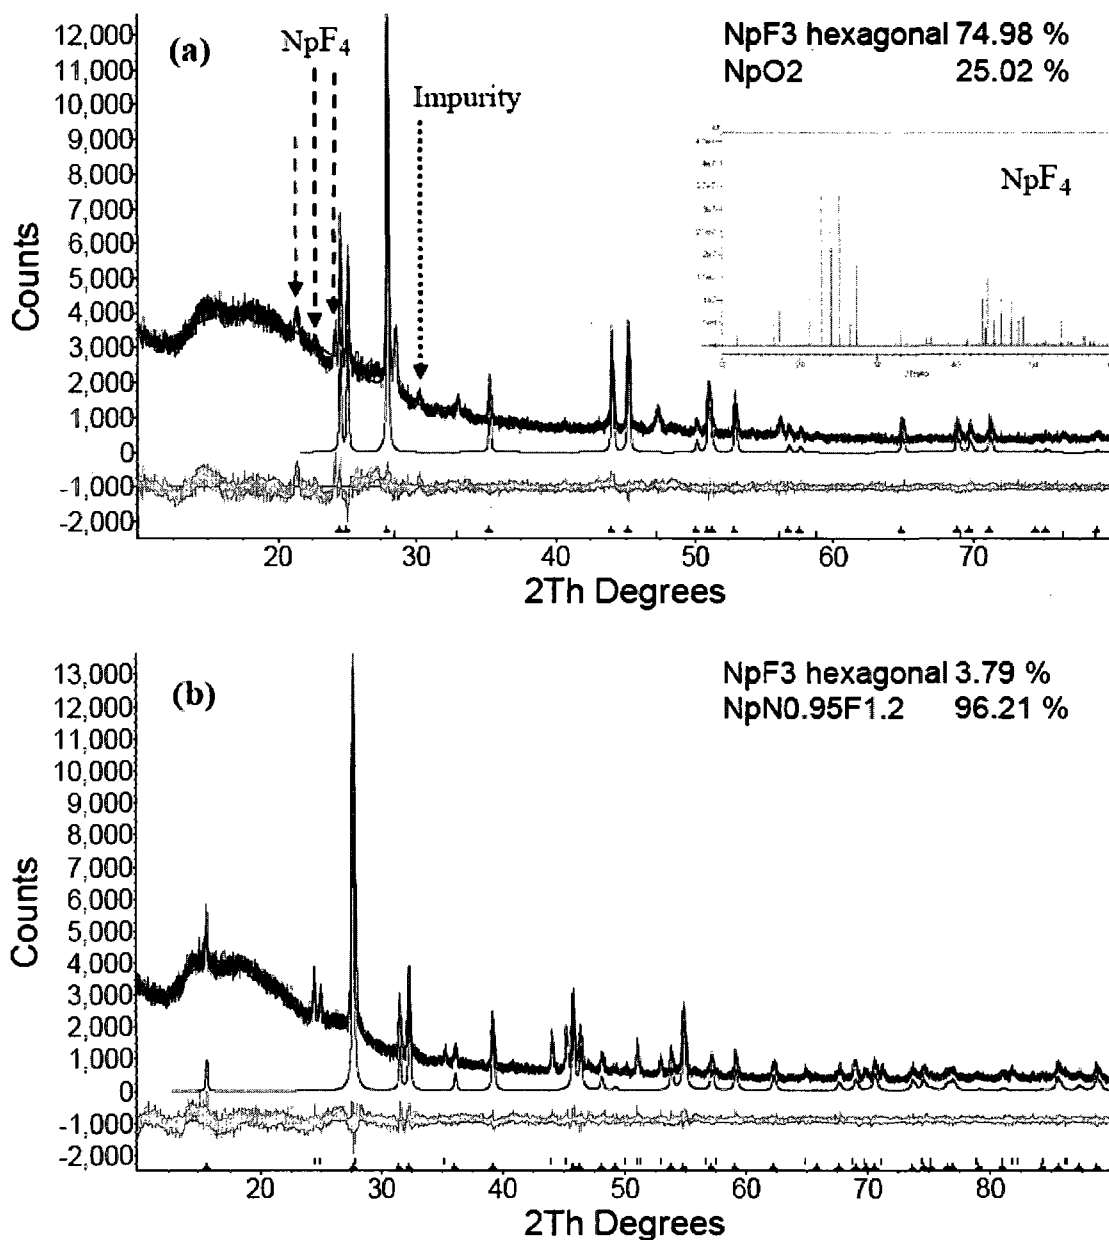 (a)
NpF4
Impurity
NpF3 hexagonal 74.98 %
NpO2 25.02 %
NpF4
12,000
11,000
10,000
9,000
8,000
7,000
6,000
5,000
4,000
3,000
2,000
1,000
0
-1,000
-2,000
Counts
20 30 40 50 60 70
2Th Degrees
(b)
NpF3 hexagonal 3.79 %
NpN0.95F1.2 96.21 %
13,000
12,000
11,000
10,000
9,000
8,000
7,000
6,000
5,000
4,000
3,000
2,000
1,000
0
-1,000
-2,000
Counts
20 30 40 50 60 70 80
2Th Degrees